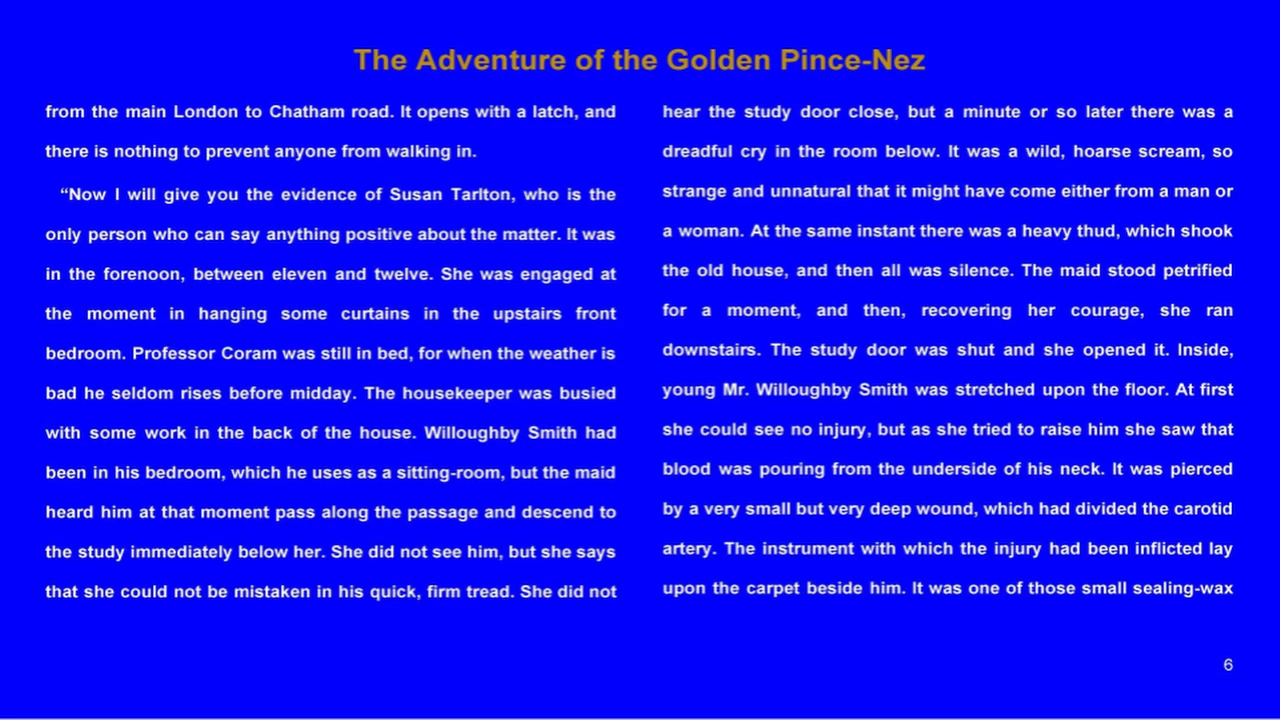 The Adventure of the Golden Pince-Nez
from the main London to Chatham road. It opens with a latch, and
there is nothing to prevent anyone from walking in.
“Now I will give you the evidence of Susan Tarlton, who is the
only person who can say anything positive about the matter. It was
in the forenoon, between eleven and twelve. She was engaged at
the moment in hanging some curtains in the upstairs front
bedroom. Professor Coram was still in bed, for when the weather is
bad he seldom rises before midday. The housekeeper was busied
with some work in the back of the house. Willoughby Smith had
been in his bedroom, which he uses as a sitting-room, but the maid
heard him at that moment pass along the passage and descend to
the study immediately below her. She did not see him, but she says
that she could not be mistaken in his quick, firm tread. She did not
hear the study door close, but a minute or so later there was a
dreadful cry in the room below. It was a wild, hoarse scream, so
strange and unnatural that it might have come either from a man or
a woman. At the same instant there was a heavy thud, which shook
the old house, and then all was silence. The maid stood petrified
for a moment, and then, recovering her courage, she ran
downstairs. The study door was shut and she opened it. Inside,
young Mr. Willoughby Smith was stretched upon the floor. At first
she could see no injury, but as she tried to raise him she saw that
blood was pouring from the underside of his neck. It was pierced
by a very small but very deep wound, which had divided the carotid
artery. The instrument with which the injury had been inflicted lay
upon the carpet beside him. It was one of those small sealing-wax
6